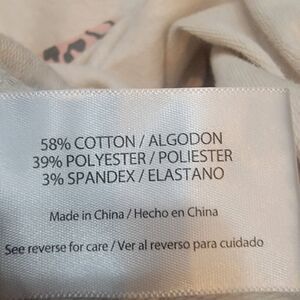 58% COTTON / ALGODON
39% POLYESTER / POLIESTER
3% SPANDEX / ELASTANO
Made in China / Hecho en China
See reverse for care / Ver al reverso para cuidado